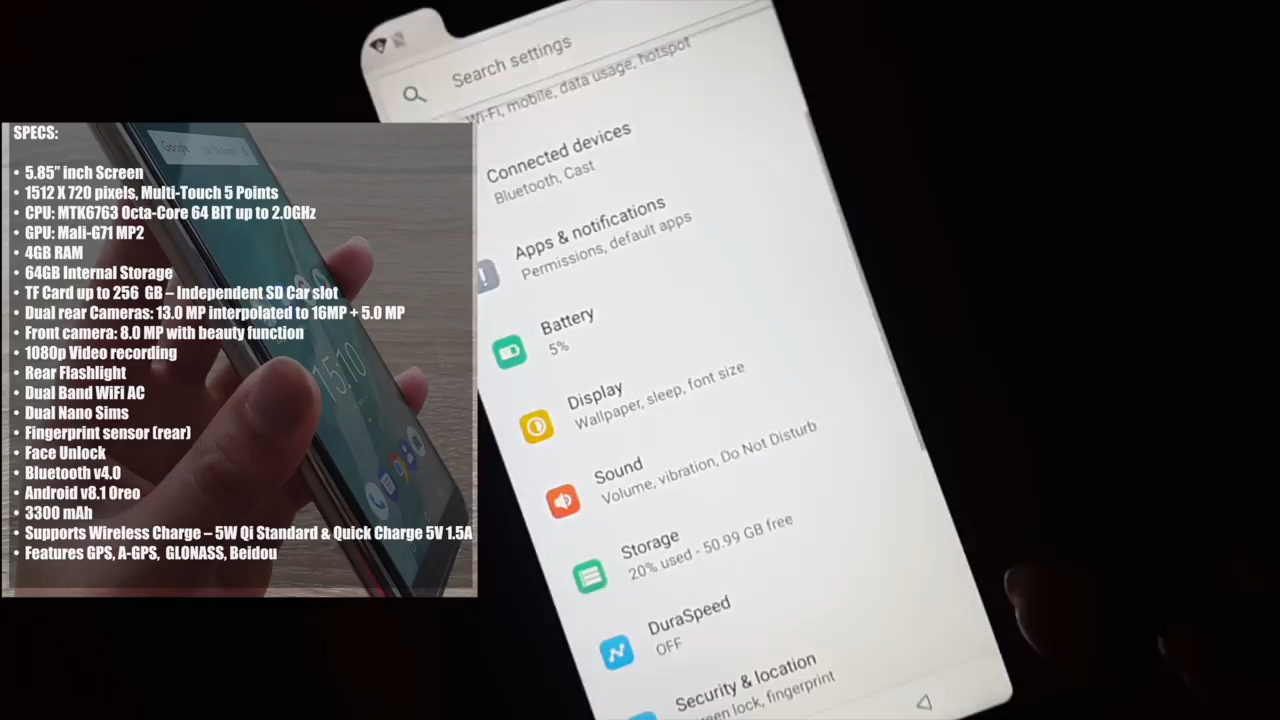 SPECS:
• 5.85” inch Screen
• 1512 X 720 pixels, Multi-Touch 5 Points
• CPU: MTK6763 Octa-Core 64 BIT up to 2.0GHz
• GPU: Mali-G71 MP2
• 4GB RAM
• 64GB Internal Storage
• TF Card up to 256 GB – Independent SD Car slot
• Dual rear Cameras: 13.0 MP interpolated to 16MP + 5.0 MP
• Front camera: 8.0 MP with beauty function
• 1080p Video recording
• Rear Flashlight
• Dual Band WiFi AC
• Dual Nano Sims
• Fingerprint sensor (rear)
• Face Unlock
• Bluetooth v4.0
• Android v8.1 Oreo
• 3300 mAh
• Supports Wireless Charge – 5W Qi Standard & Quick Charge 5V 1.5A
• Features GPS, A-GPS, GLONASS, Beidou
Google
15:10
Search settings
Wi-Fi, mobile, data usage, hotspot
Connected devices
Bluetooth, Cast
Apps & notifications
Permissions, default apps
Battery
5%
Display
Wallpaper, sleep, font size
Sound
Volume, vibration, Do Not Disturb
Storage
20% used - 50.99 GB free
DuraSpeed
OFF
Security & location
reen lock, fingerprint